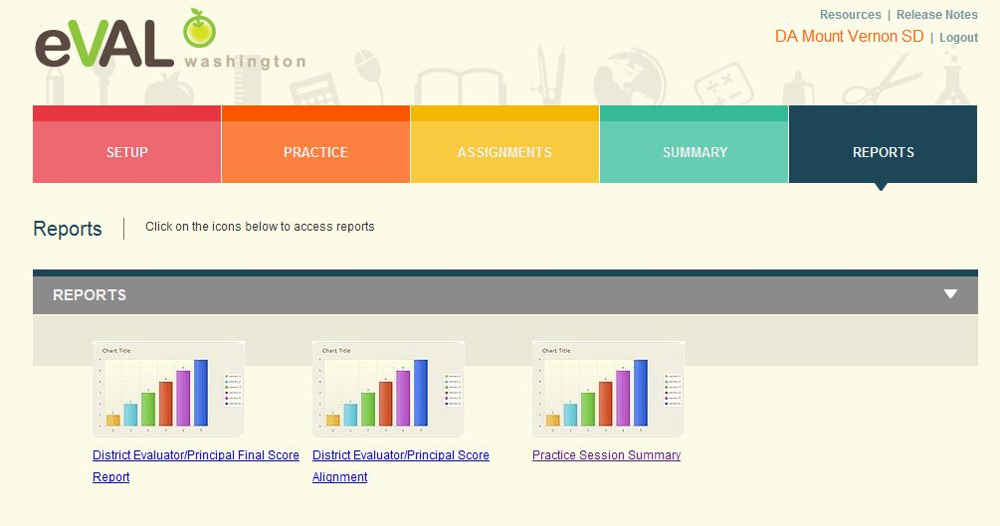 eVAL
washington
Resources | Release Notes
DA Mount Vernon SD | Logout
SETUP
PRACTICE
ASSIGNMENTS
SUMMARY
REPORTS
Reports
Click on the icons below to access reports
REPORTS
Chart Title
Chart Title
Chart Title
District Evaluator/Principal Final Score
Report
District Evaluator/Principal Score
Alignment
Practice Session Summary